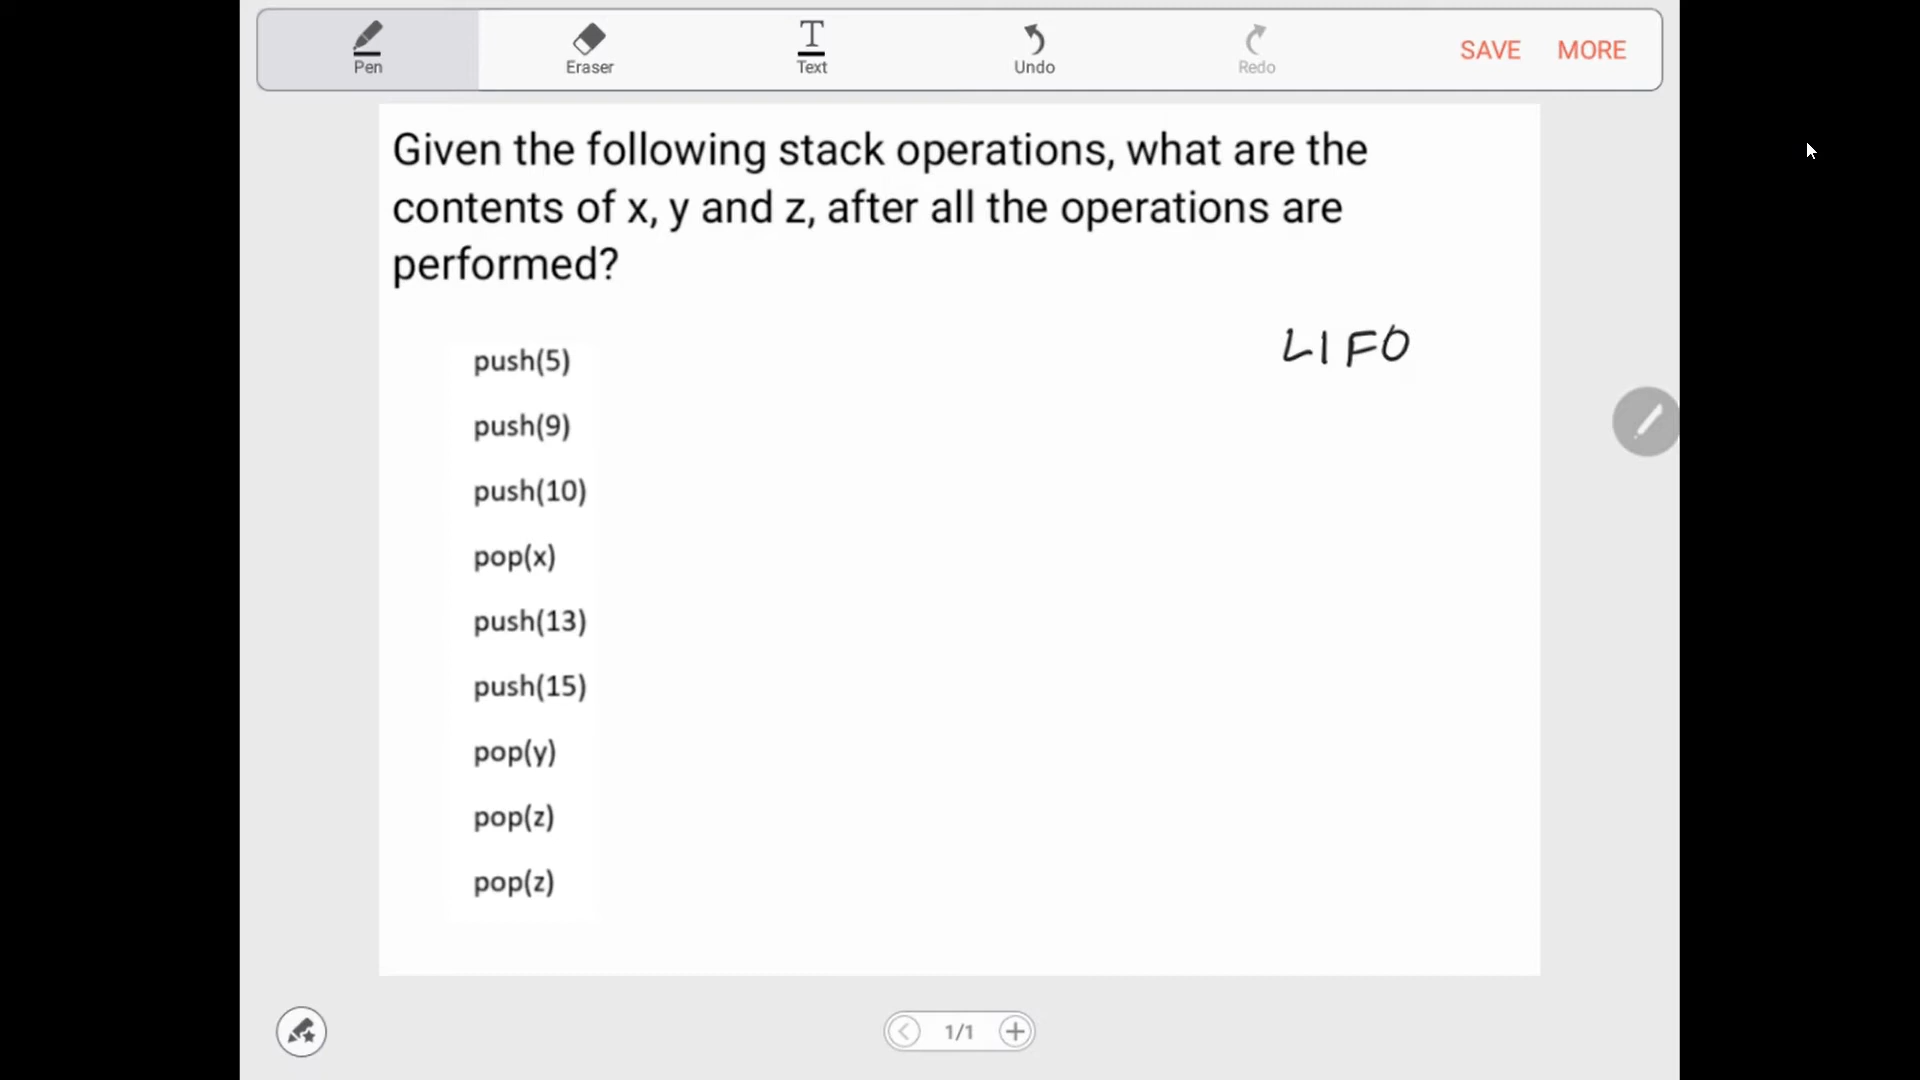 Pen
Eraser
Text
Undo
Redo
SAVE
MORE
Given the following stack operations, what are the
contents of x, y and z, after all the operations are
performed?
LIFO
push(5)
push(9)
push(10)
pop(x)
push(13)
push(15)
pop(y)
pop(z)
pop(z)
1/1